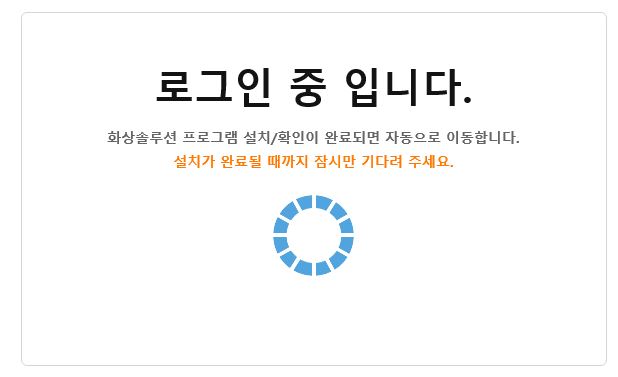 로그인 중 입니다.
화상솔루션 프로그램 설치/확인이 완료되면 자동으로 이동합니다.
설치가 완료될 때까지 잠시만 기다려 주세요.